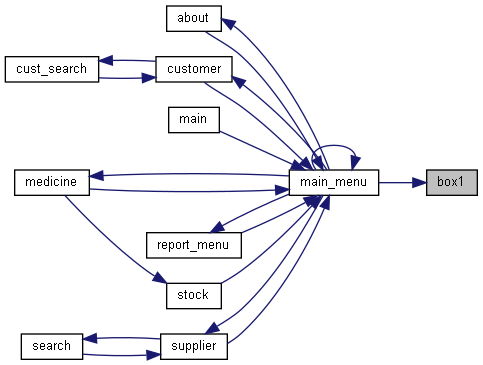 about
cust_search
customer
main
medicine
main_menu
box1
report_menu
stock
search
supplier